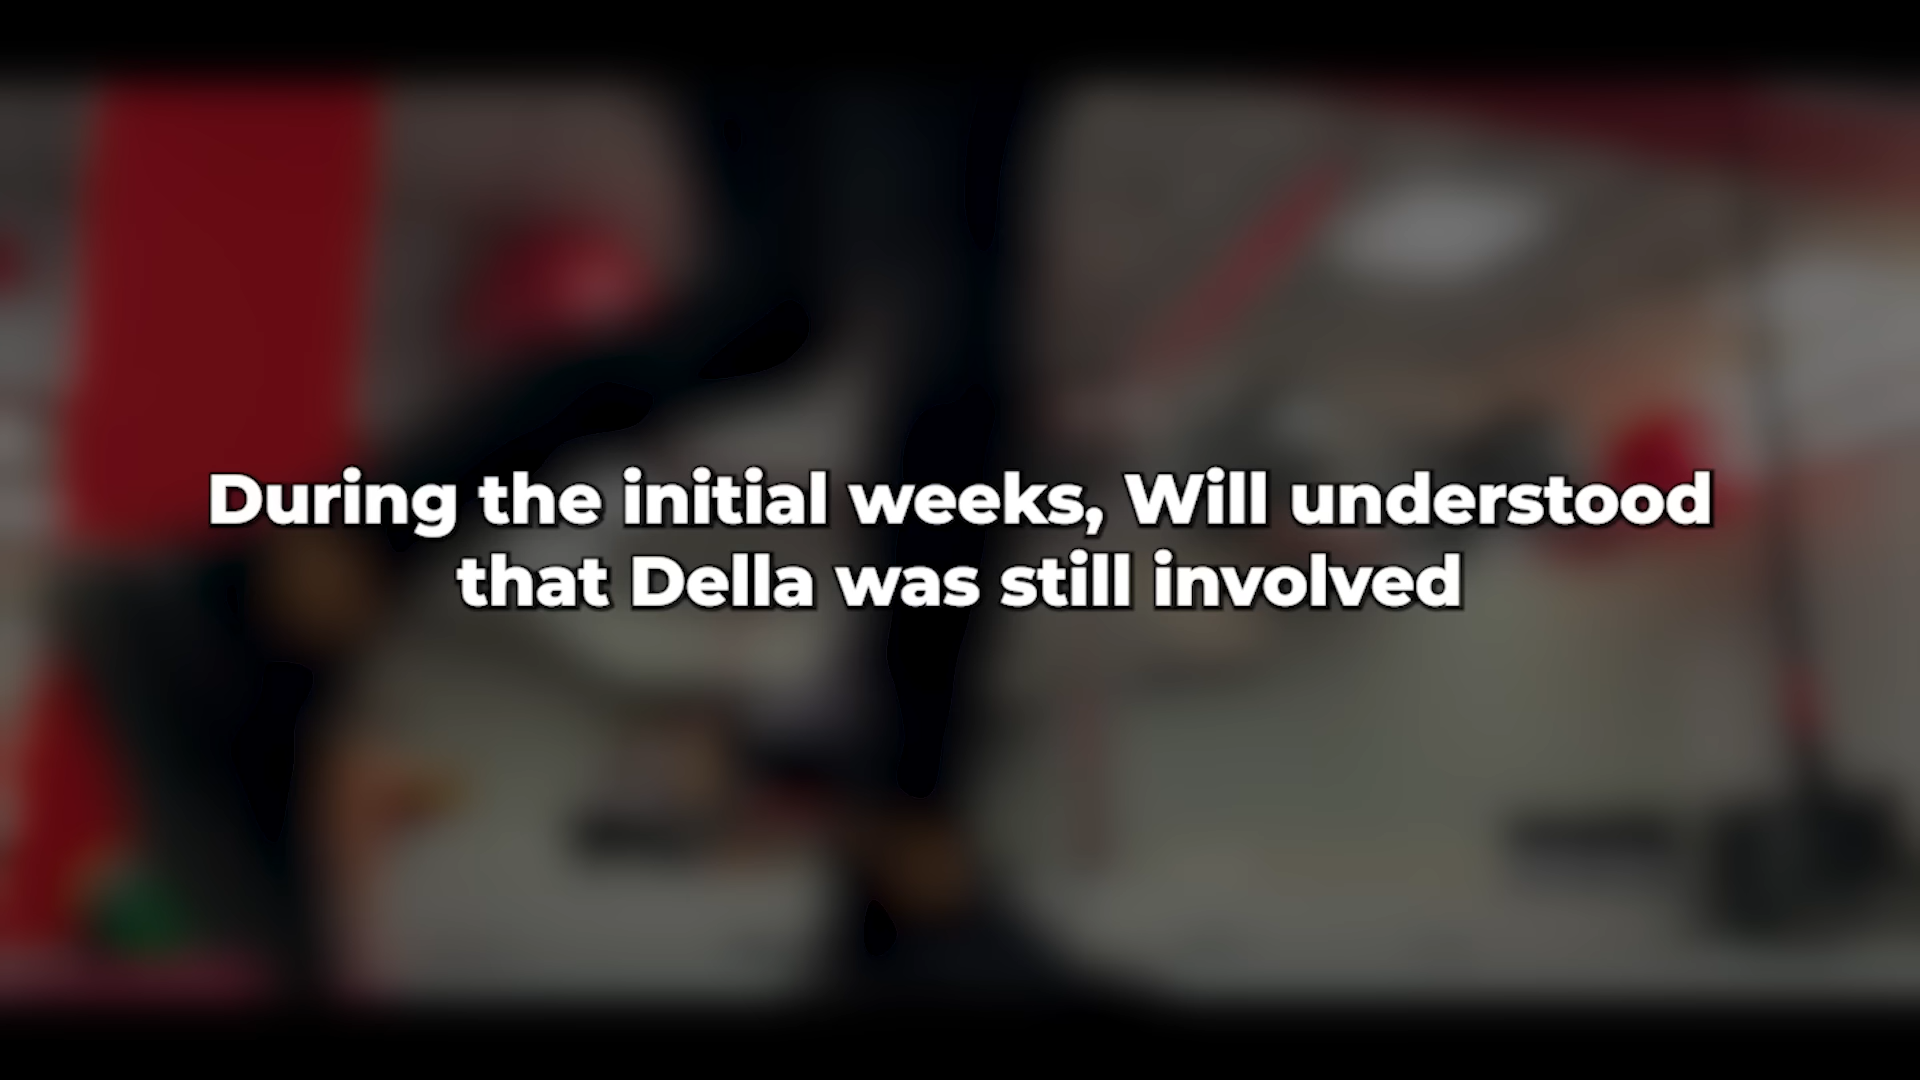 During the initial weeks, Will understood
that Della was still involved